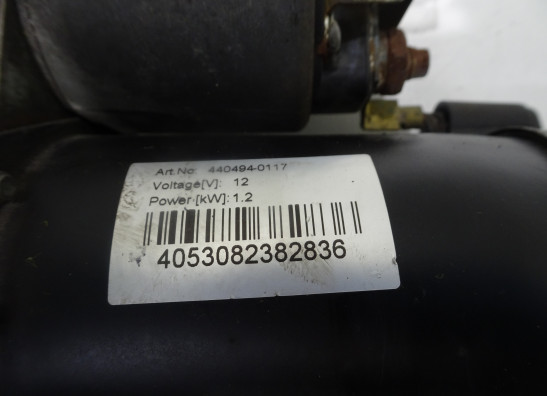 Art.No: 440494-0117
Voltage[V]: 12
Power [kW]: 1.2
4053082382836